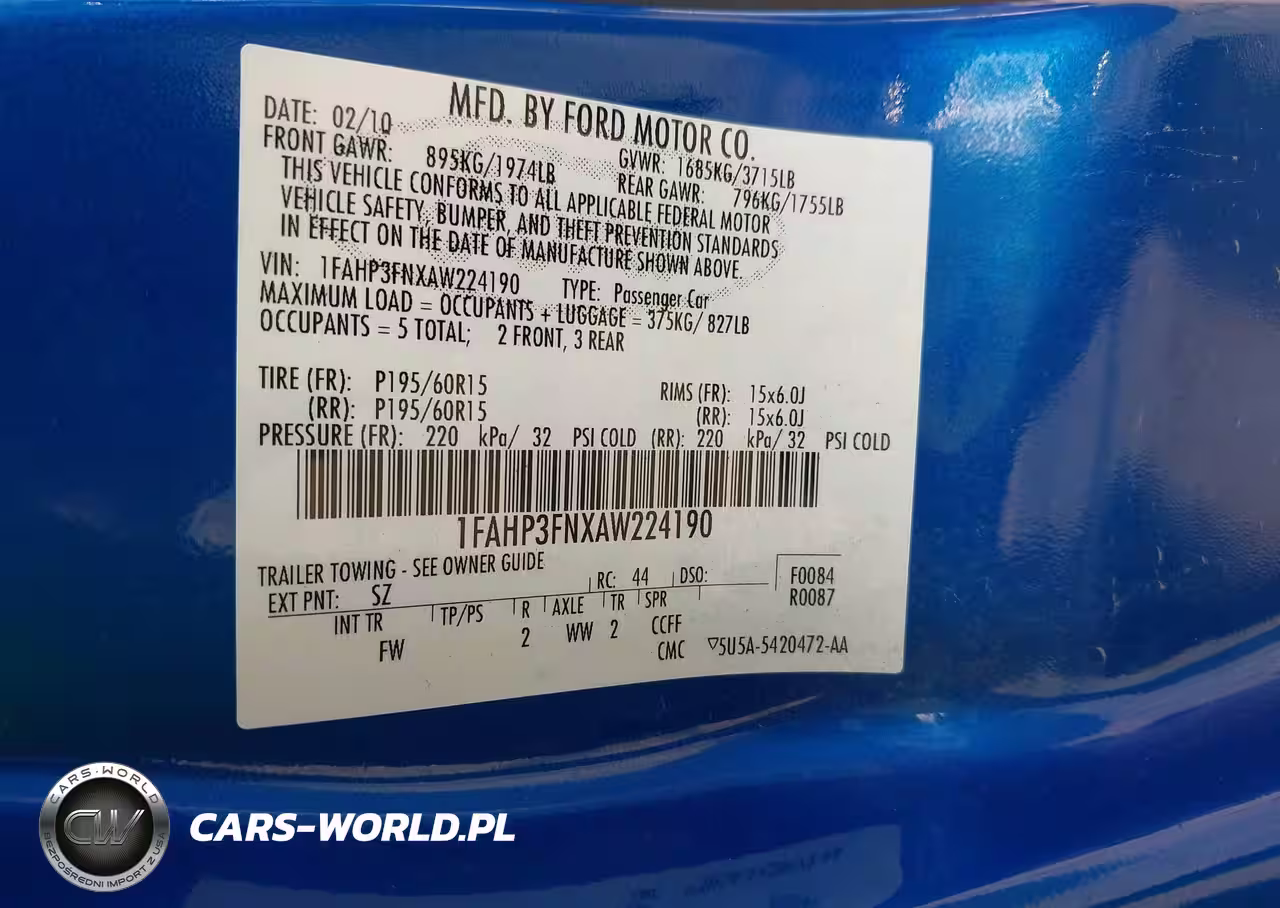 MFD. BY FORD MOTOR CO.
DATE: 02/10
FRONT GAWR: 895KG/1974LB
GVWR: 1685KG/3715LB
REAR GAWR: 796KG/1755LB
THIS VEHICLE CONFORMS TO ALL APPLICABLE FEDERAL MOTOR
VEHICLE SAFETY, BUMPER, AND THEFT PREVENTION STANDARDS
IN EFFECT ON THE DATE OF MANUFACTURE SHOWN ABOVE.
VIN: 1FAHP3FNXAW224190 TYPE: Passenger Car
MAXIMUM LOAD = OCCUPANTS + LUGGAGE = 375KG/ 827LB
OCCUPANTS = 5 TOTAL; 2 FRONT, 3 REAR
TIRE (FR): P195/60R15 RIMS (FR): 15x6.0J
(RR): P195/60R15 (RR): 15x6.0J
PRESSURE (FR): 220 kPa/ 32 PSI COLD (RR): 220 kPa/ 32 PSI COLD
1FAHP3FNXAW224190
TRAILER TOWING - SEE OWNER GUIDE
EXT PNT: SZ RC: 44 DSO: F0084
R0087
INT TR TP/PS R AXLE TR SPR
FW 2 WW 2 CCFF
CMC ▽5U5A-5420472-AA
CARS-WORLD
CW
BEZPOŚREDNI IMPORT Z USA
CARS-WORLD.PL